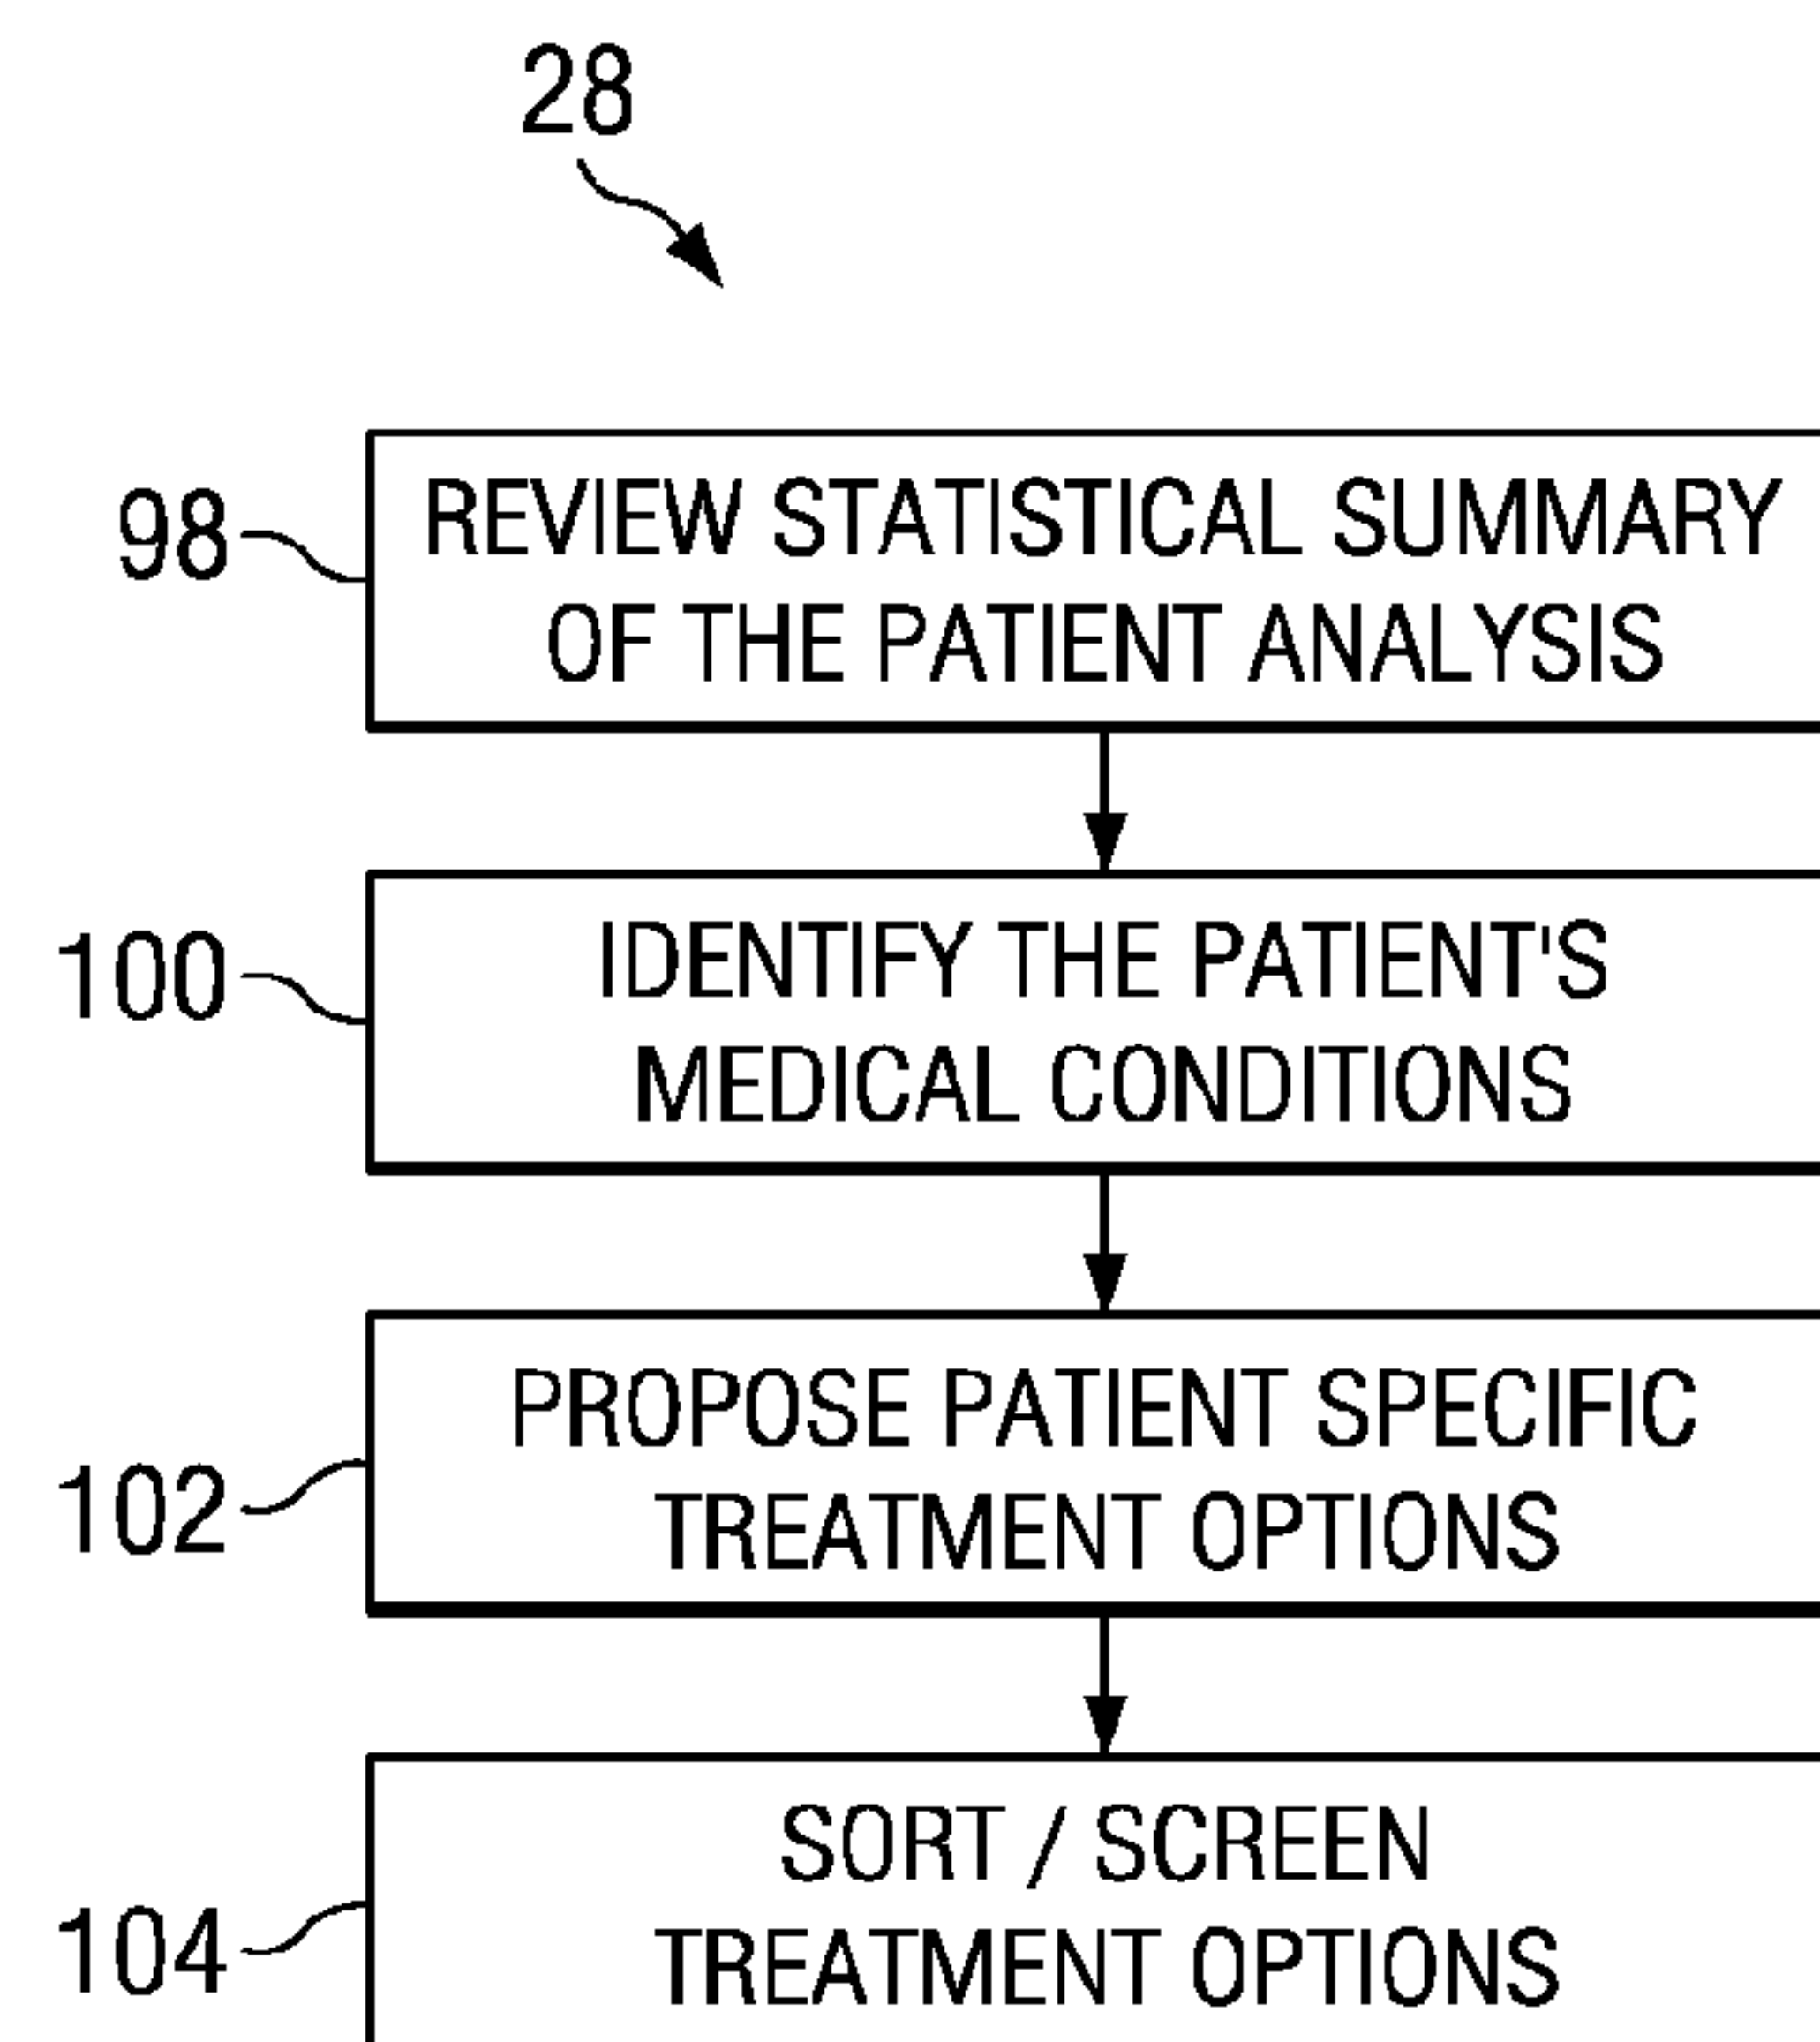 28
98
REVIEW STATISTICAL SUMMARY
OF THE PATIENT ANALYSIS
100
IDENTIFY THE PATIENT'S
MEDICAL CONDITIONS
102
PROPOSE PATIENT SPECIFIC
TREATMENT OPTIONS
104
SORT / SCREEN
TREATMENT OPTIONS